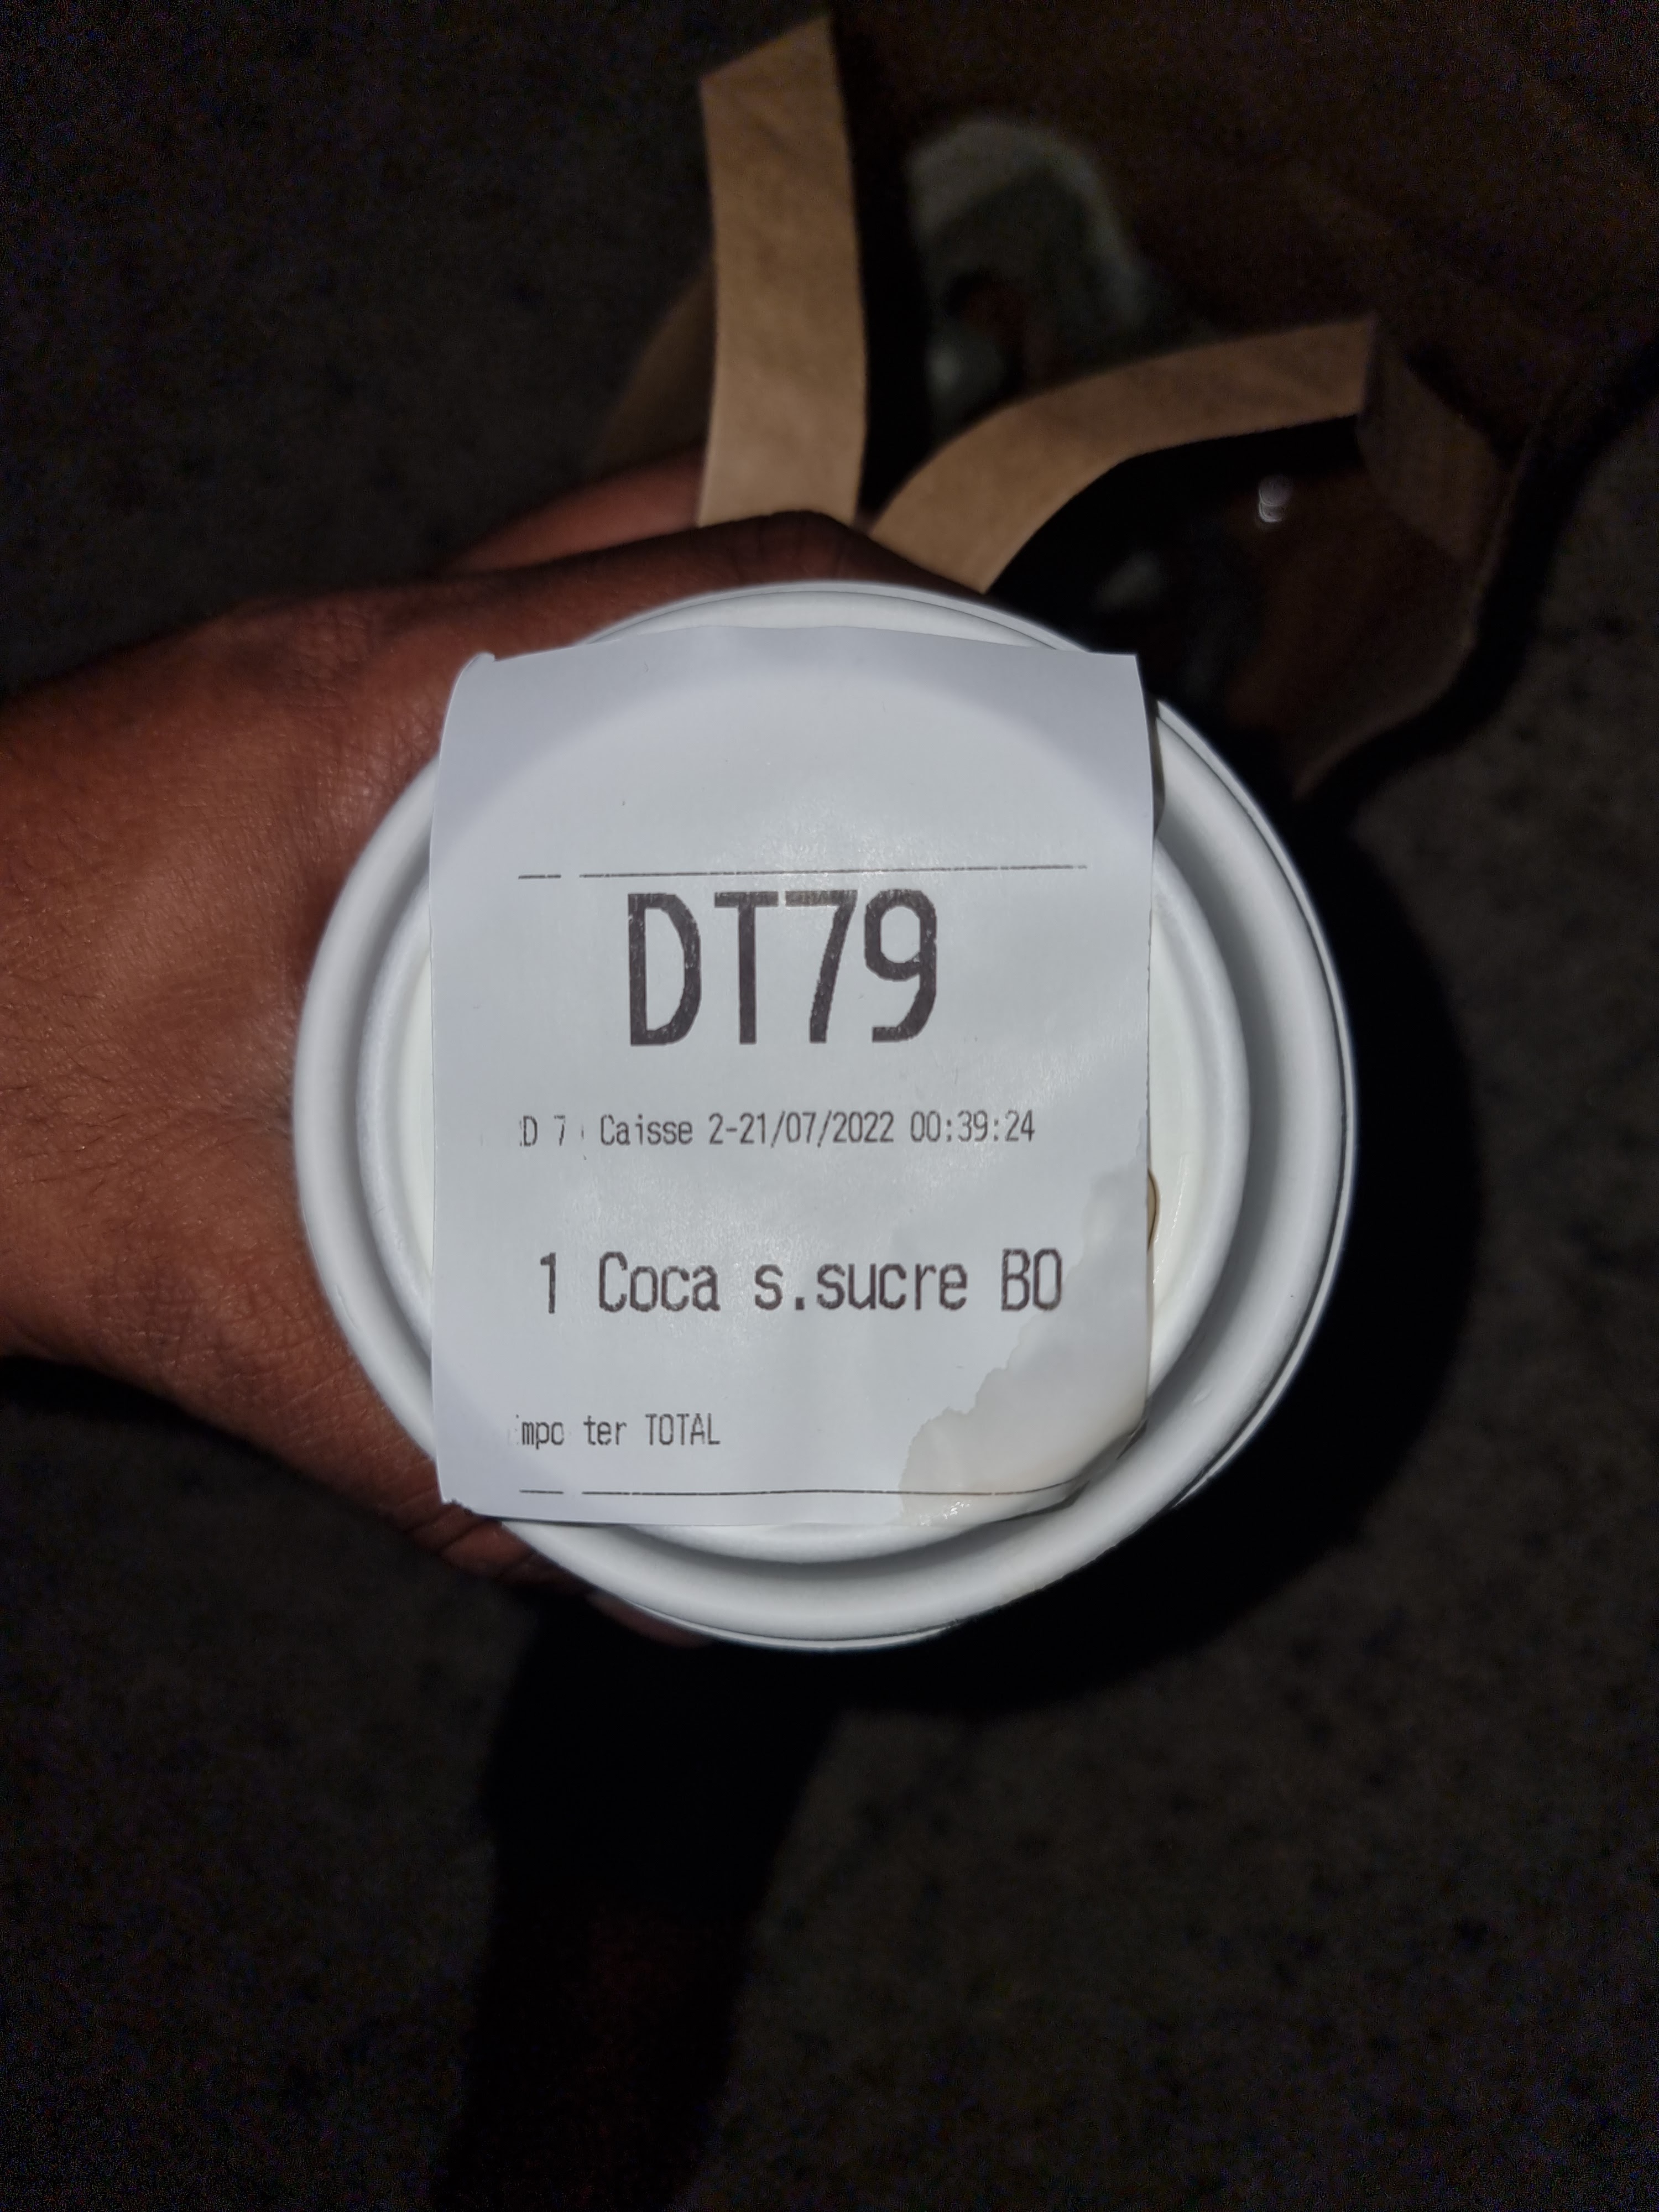 DT79
Caisse 2-21/07/2022 00:39:24
1 Coca s.sucre BO
TOTAL